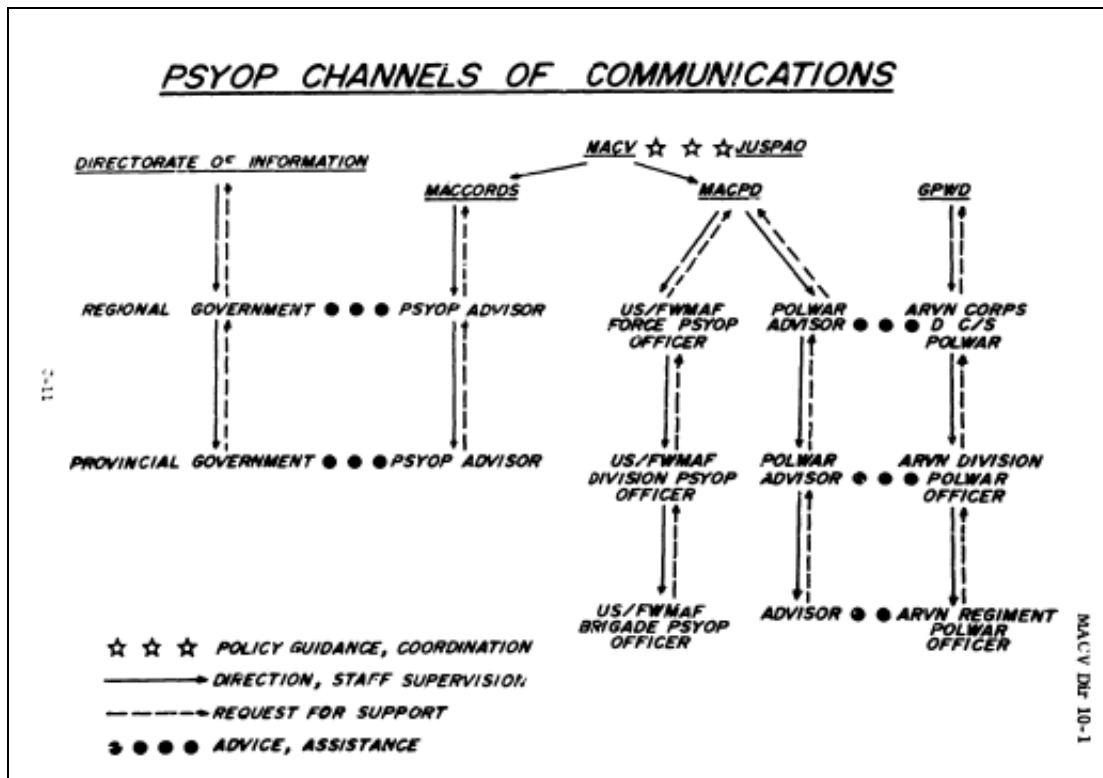 PSYOP CHANNELS OF COMMUNICATIONS
MACV JUSPAO
DIRECTORATE OF INFORMATION
MACCORDS MACPD GPWD
REGIONAL GOVERNMENT PSYOP ADVISOR
US/FWMAF
FORCE PSYOP
OFFICER
POLWAR
ADVISOR
ARVN CORPS
D C/S
POLWAR
PROVINCIAL GOVERNMENT PSYOP ADVISOR
US/FWMAF
DIVISION PSYOP
OFFICER
POLWAR
ADVISOR
ARVN DIVISION
POLWAR
OFFICER
US/FWMAF
BRIGADE PSYOP
OFFICER
ADVISOR
ARVN REGIMENT
POLWAR
OFFICER
POLICY GUIDANCE, COORDINATION
DIRECTION, STAFF SUPERVISION
REQUEST FOR SUPPORT
ADVICE, ASSISTANCE
MACV Dir 10-1